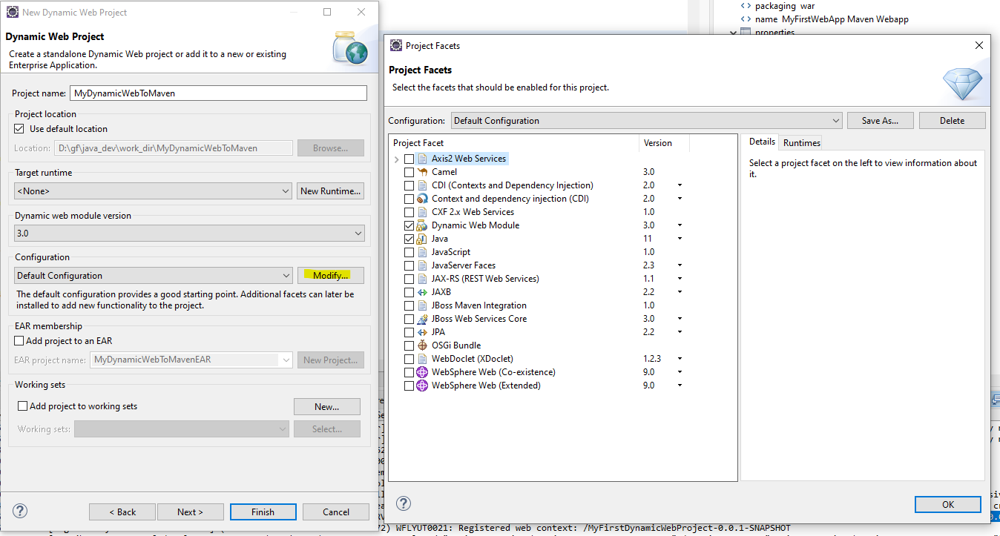 New Dynamic Web Project
Dynamic Web Project
Create a standalone Dynamic Web project or add it to a new or existing
Enterprise Application.
Project name: MyDynamicWebToMaven
Project location
Use default location
Location: D:\gf\java_dev\work_dir\MyDynamicWebToMaven Browse...
Target runtime
<None> New Runtime...
Dynamic web module version
3.0
Configuration
Default Configuration Modify...
The default configuration provides a good starting point. Additional facets can later be
installed to add new functionality to the project.
EAR membership
Add project to an EAR
EAR project name: MyDynamicWebToMavenEAR New Project...
Working sets
Add project to working sets New...
Working sets: Select...
< Back Next > Finish Cancel
packaging war
name MyFirstWebApp Maven Webapp
properties
Project Facets
Project Facets
Select the facets that should be enabled for this project.
Configuration: Default Configuration Save As... Delete
Project Facet Version
Axis2 Web Services
Camel 3.0
CDI (Contexts and Dependency Injection) 2.0
Context and dependency injection (CDI) 2.0
CXF 2.x Web Services 1.0
Dynamic Web Module 3.0
Java 11
JavaScript 1.0
JavaServer Faces 2.3
JAX-RS (REST Web Services) 1.1
JAXB 2.2
JBoss Maven Integration 1.0
JBoss Web Services Core 3.0
JPA 2.2
OSGi Bundle
WebDoclet (XDoclet) 1.2.3
WebSphere Web (Co-existence) 9.0
WebSphere Web (Extended) 9.0
Details Runtimes
Select a project facet on the left to view information about
it.
OK
72) WFLYUT0021: Registered web context: /MyFirstDynamicWebProject-0.0.1-SNAPSHOT